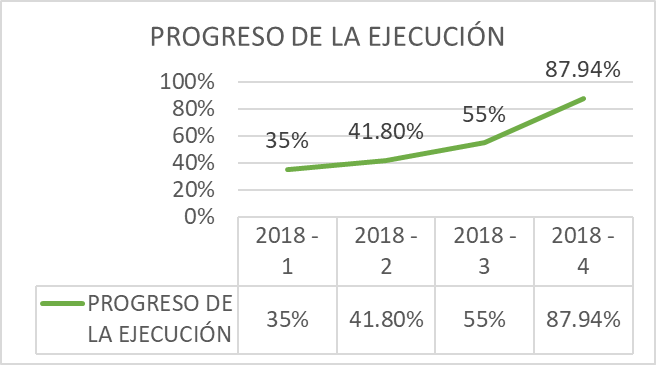 PROGRESO DE LA EJECUCIÓN
87.94%
100%
80%
55%
41.80%
60%
35%
40%
20%
0%
2018 - 2018 - 2018 - 2018 -
1 2 3 4
PROGRESO DE
LA EJECUCIÓN
35% 41.80% 55% 87.94%